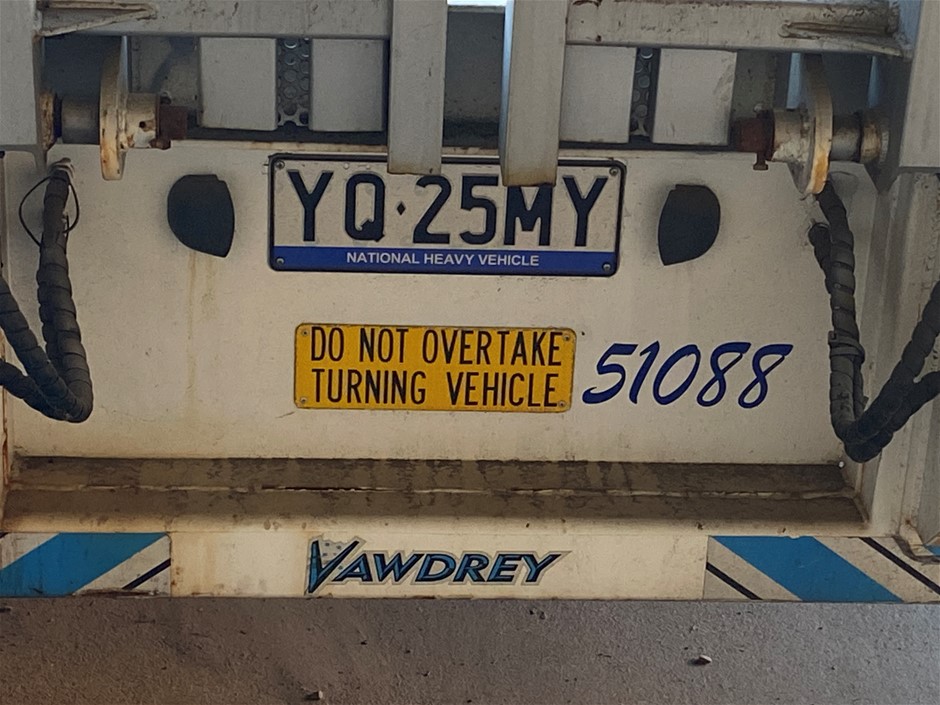 YQ♦25MY
NATIONAL HEAVY VEHICLE
DO NOT OVERTAKE
TURNING VEHICLE
51088
VAWDREY